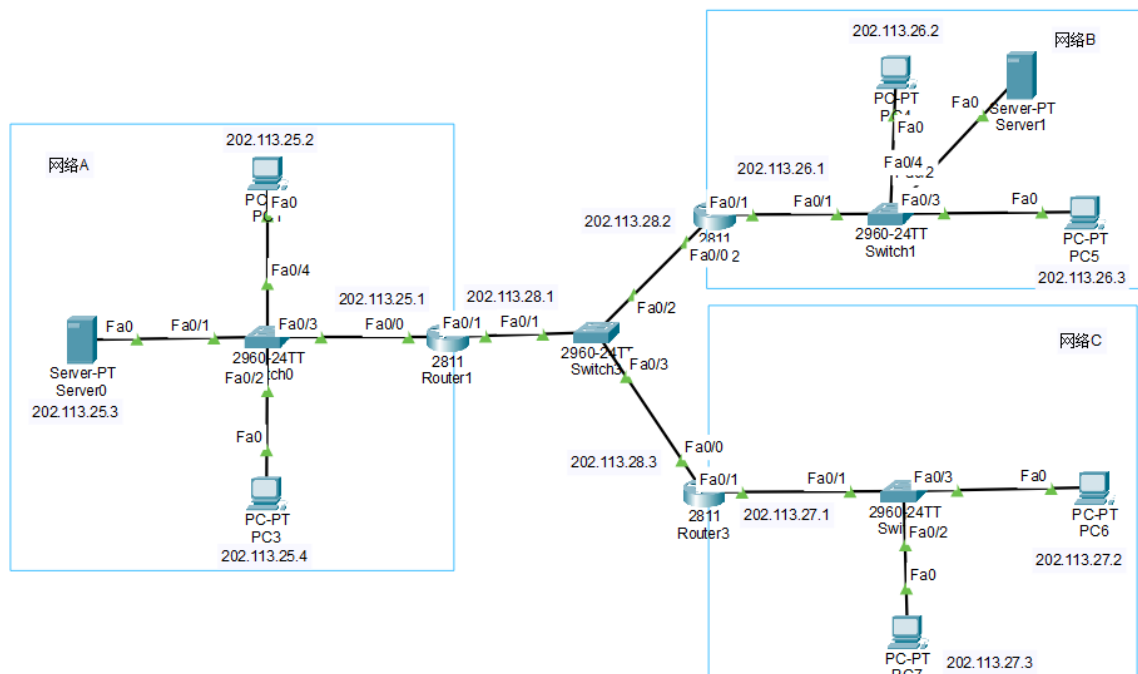 网络A
202.113.25.2
Fa0
Fa0/4
Fa0
Fa0/1
Fa0/3
2960-24TT
Server-PT
Server0
202.113.25.3
Fa0/2
Fa0
PC-PT
PC3
202.113.25.4
202.113.25.1
Fa0/0
Fa0/1
2811
Router1
202.113.28.1
Fa0/1
2960-24TT
Switch3
Fa0/2
Fa0/3
202.113.28.2
Fa0/0
2811
Fa0/1
202.113.26.1
网络B
202.113.26.2
PC-PT
Fa0
Fa0/4
Fa0
Server-PT
Server1
Fa0/1
Fa0/3
2960-24TT
Switch1
Fa0
PC-PT
PC5
202.113.26.3
网络C
202.113.28.3
Fa0/0
Fa0/1
2811
Router3
202.113.27.1
Fa0/1
Fa0/3
2960-24TT
Fa0/2
Fa0
PC-PT
PC6
202.113.27.2
Fa0
PC-PT
202.113.27.3